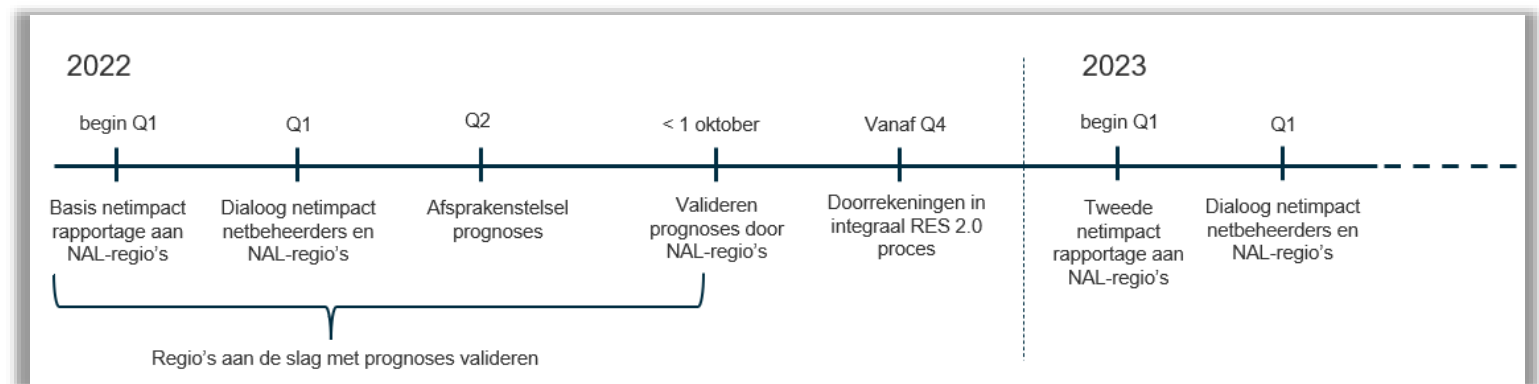 2022
2023
begin Q1
Q1
Q2
< 1 oktober
Vanaf Q4
begin Q1
Q1
Basis netimpact
rapportage aan
NAL-regio's
Dialoog netimpact
netbeheerders en
NAL-regio's
Afsprakenstelsel
prognoses
Valideren
prognoses door
NAL-regio's
Doorrekeningen in
integraal RES 2.0
proces
Tweede
netimpact
rapportage aan
NAL-regio's
Dialoog netimpact
netbeheerders en
NAL-regio's
Regio's aan de slag met prognoses valideren